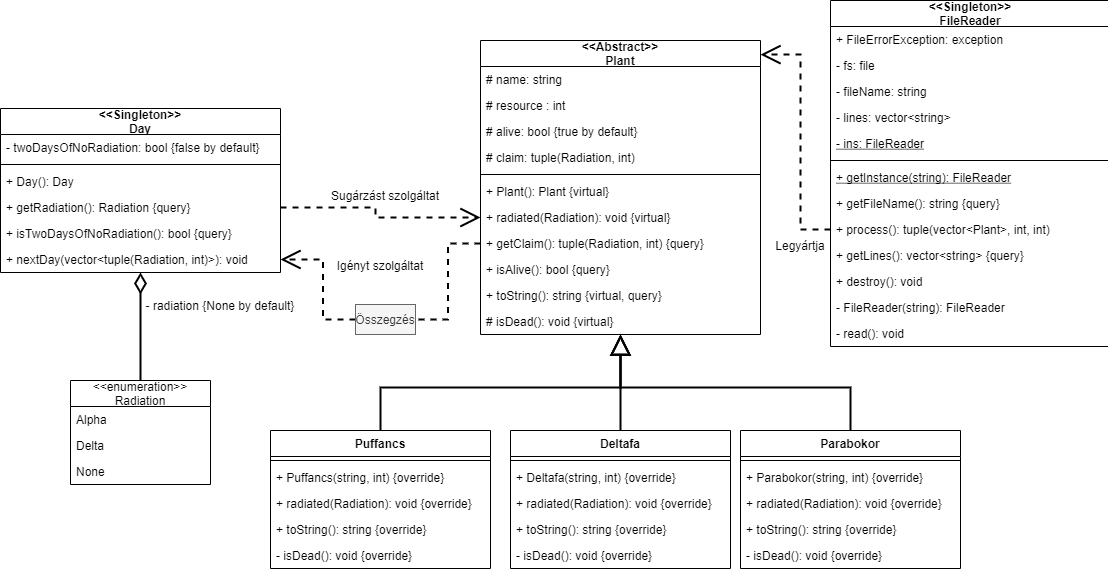 <<Singleton>>
FileReader
+ FileErrorException: exception
- fs: file
- fileName: string
- lines: vector<string>
- ins: FileReader
+ getInstance(string): FileReader
+ getFileName(): string {query}
+ process(): tuple(vector<Plant>, int, int)
+ getLines(): vector<string> {query}
+ destroy(): void
- FileReader(string): FileReader
- read(): void
<<Abstract>>
Plant
# name: string
# resource : int
# alive: bool {true by default}
# claim: tuple(Radiation, int)
+ Plant(): Plant {virtual}
+ radiated(Radiation): void {virtual}
+ getClaim(): tuple(Radiation, int) {query}
+ isAlive(): bool {query}
+ toString(): string {virtual, query}
# isDead(): void {virtual}
<<Singleton>>
Day
- twoDaysOfNoRadiation: bool {false by default}
+ Day(): Day
+ getRadiation(): Radiation {query}
+ isTwoDaysOfNoRadiation(): bool {query}
+ nextDay(vector<tuple(Radiation, int)>): void
Sugárzást szolgáltat
Igényt szolgáltat
Összegzés
Legyártja
- radiation {None by default}
<<enumeration>>
Radiation
Alpha
Delta
None
Puffancs
+ Puffancs(string, int) {override}
+ radiated(Radiation): void {override}
+ toString(): string {override}
- isDead(): void {override}
Deltafa
+ Deltafa(string, int) {override}
+ radiated(Radiation): void {override}
+ toString(): string {override}
- isDead(): void {override}
Parabokor
+ Parabokor(string, int) {override}
+ radiated(Radiation): void {override}
+ toString(): string {override}
- isDead(): void {override}